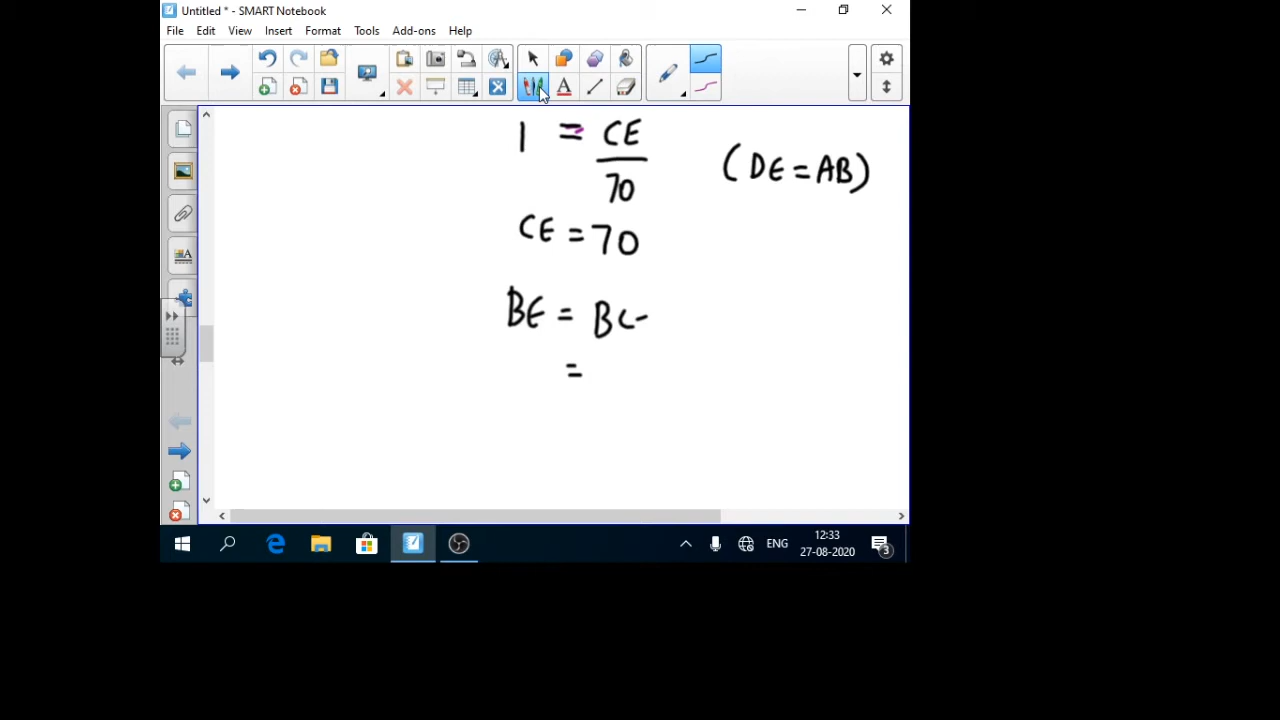 Untitled * - SMART Notebook
File Edit View Insert Format Tools Add-ons Help
1 = CE/70 (DE = AB)
CE = 70
BE = BC-
=
ENG
12:33
27-08-2020
3